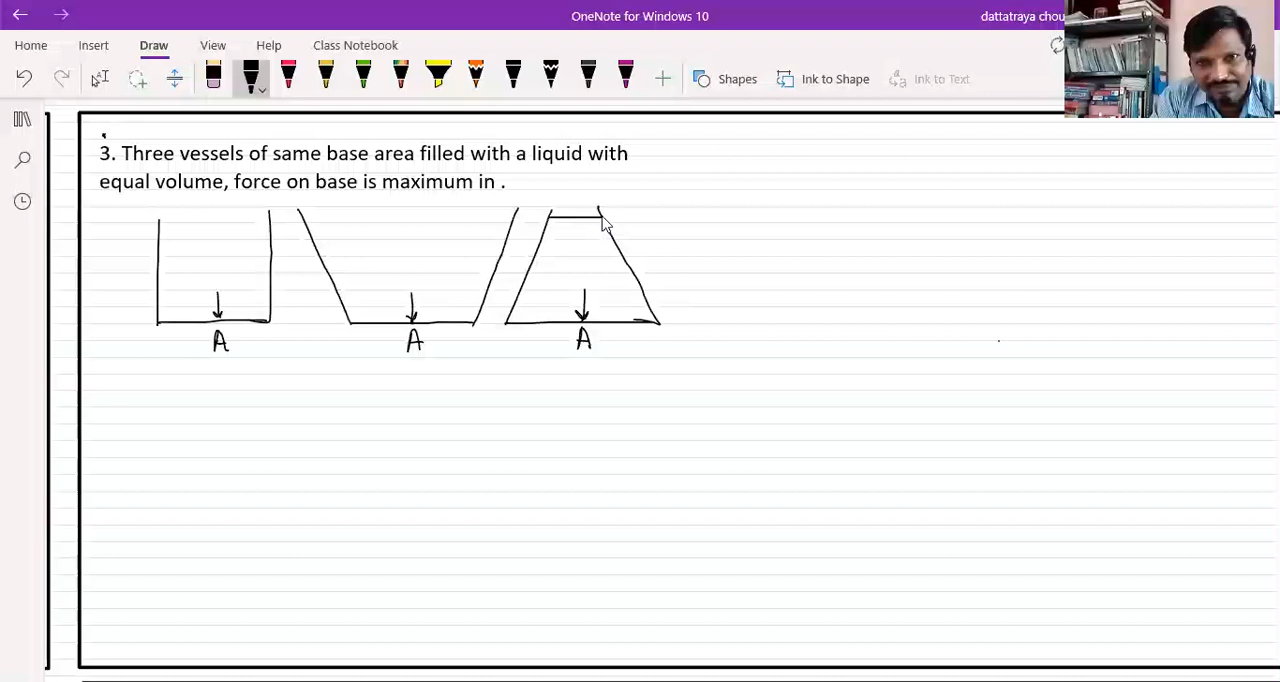 OneNote for Windows 10
dattatraya chou
Home Insert Draw View Help Class Notebook
Shapes Ink to Shape Ink to Text
3. Three vessels of same base area filled with a liquid with
equal volume, force on base is maximum in .
A A A